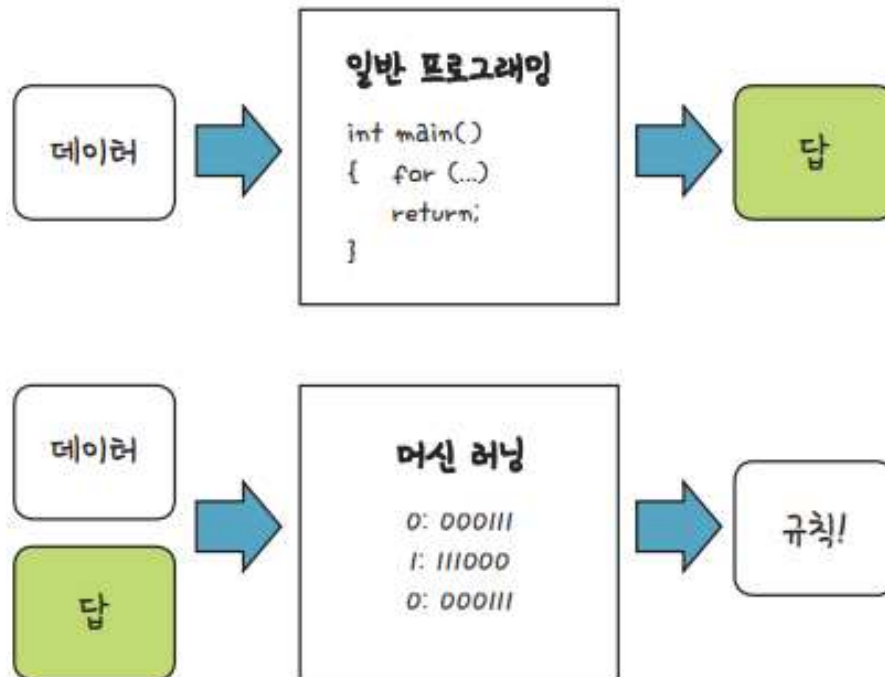 일반 프로그래밍
데이터
int main()
{ for (...)
return;
}
답
데이터
답
머신 러닝
0: 000111
1: 111000
0: 000111
규칙!